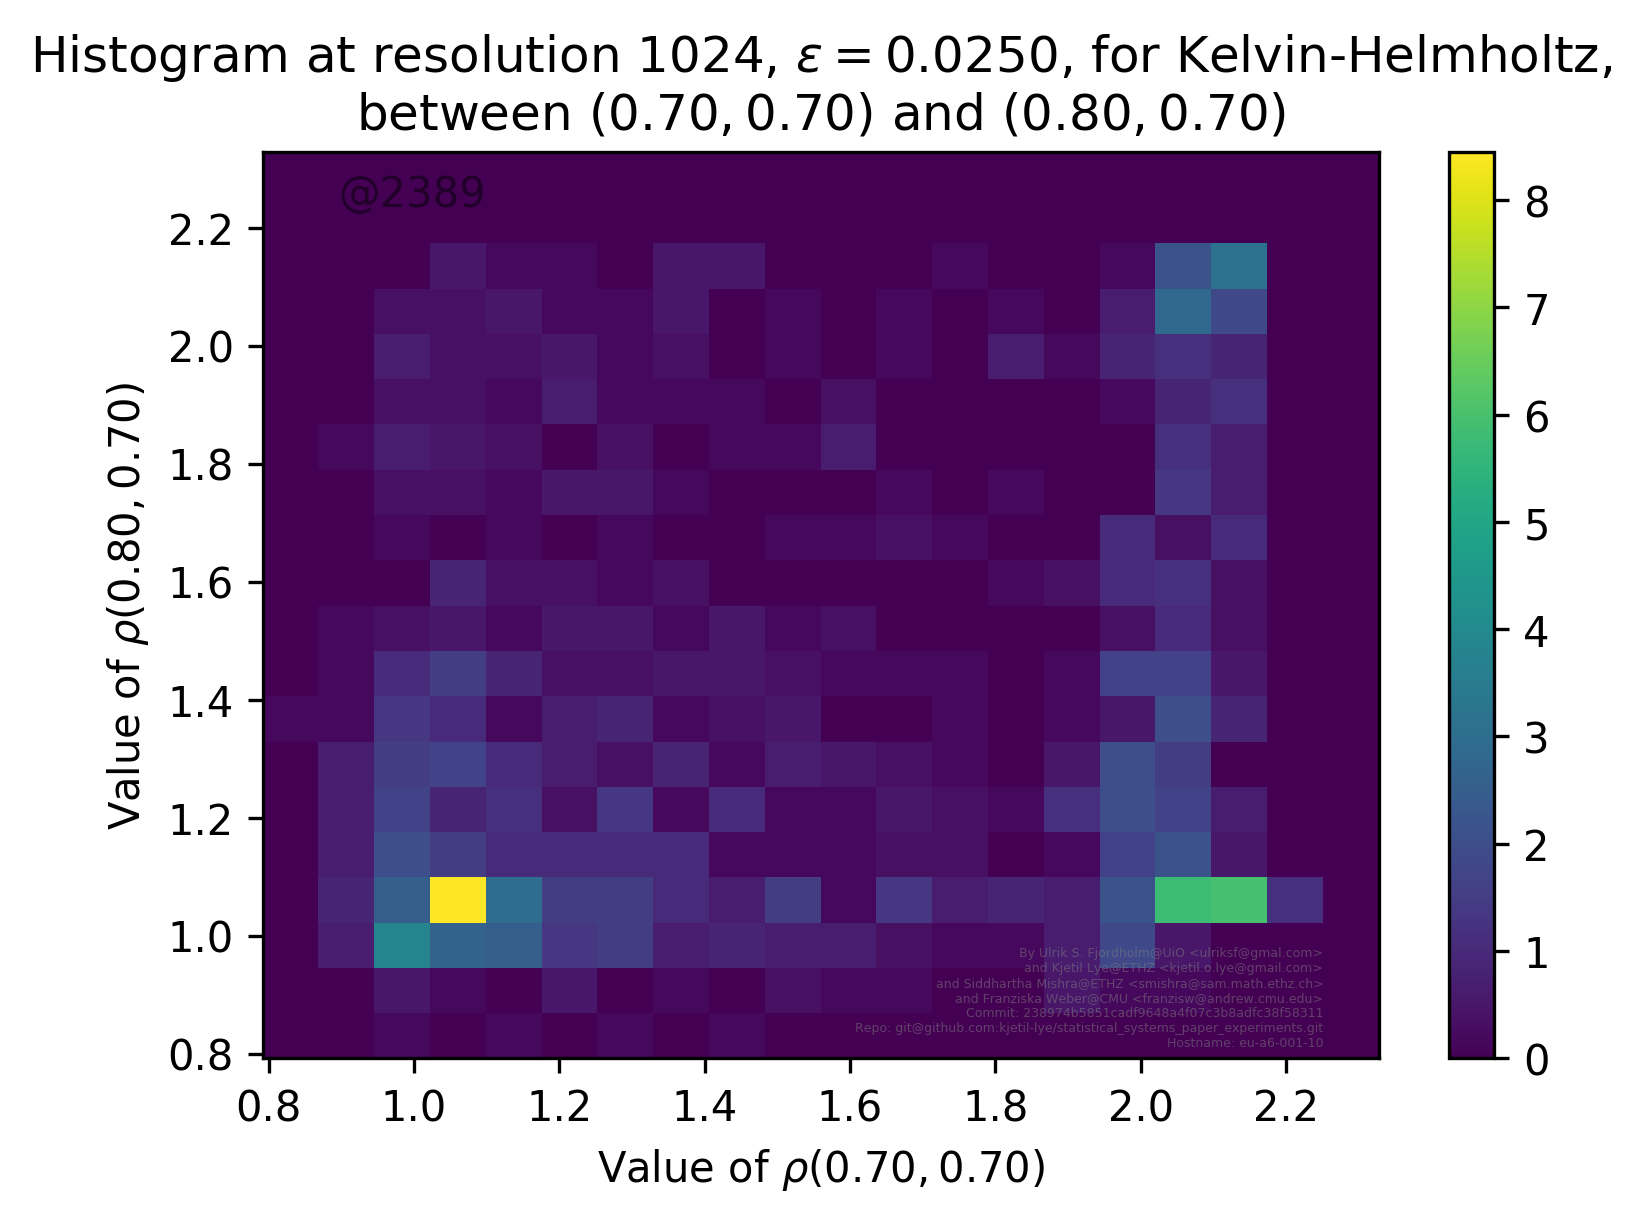 Histogram at resolution 1024, ε = 0.0250, for Kelvin-Helmholtz,
between (0.70, 0.70) and (0.80, 0.70)
@2389
2.2
2.0
1.8
1.6
1.4
1.2
1.0
0.8
Value of ρ(0.80, 0.70)
0.8 1.0 1.2 1.4 1.6 1.8 2.0 2.2
Value of ρ(0.70, 0.70)
8
7
6
5
4
3
2
1
0
By Ulrik S. Fjordholm@UiO <ulriksf@gmal.com>
and Kjetil Lye@ETHZ <kjetil.o.lye@gmail.com>
and Siddhartha Mishra@ETHZ <smishra@sam.math.ethz.ch>
and Franziska Weber@CMU <franzisw@andrew.cmu.edu>
Commit: 238974b5851cadf9648a4f07c3b8adfc38f58311
Repo: git@github.com:kjetil-lye/statistical_systems_paper_experiments.git
Hostname: eu-a6-001-10